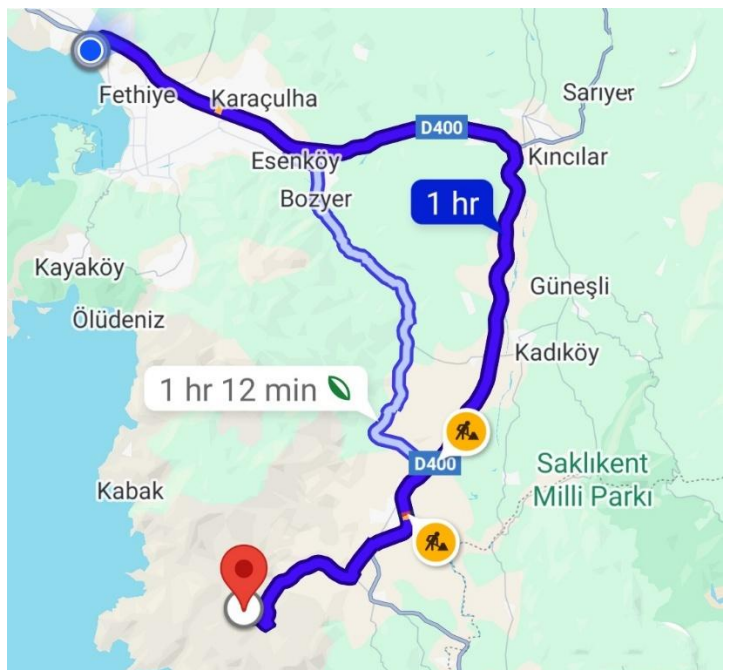 Sarıyer
Fethiye
Karaçulha
D400
Esenköy
Kıncılar
Bozyer
1 hr
Kayaköy
Güneşli
Ölüdeniz
Kadıköy
1 hr 12 min
D400
Saklıkent
Milli Parkı
Kabak